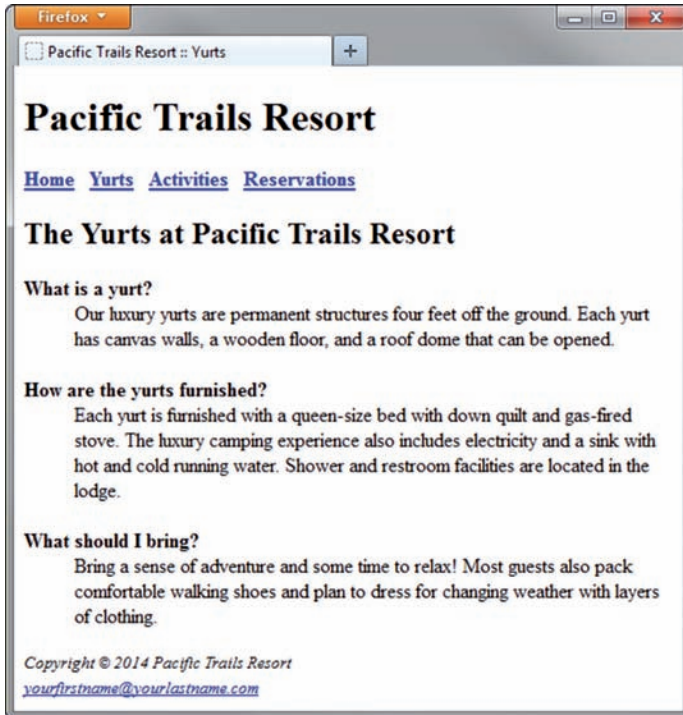 Firefox
Pacific Trails Resort :: Yurts
Pacific Trails Resort
Home Yurts Activities Reservations
The Yurts at Pacific Trails Resort
What is a yurt?
Our luxury yurts are permanent structures four feet off the ground. Each yurt
has canvas walls, a wooden floor, and a roof dome that can be opened.
How are the yurts furnished?
Each yurt is furnished with a queen-size bed with down quilt and gas-fired
stove. The luxury camping experience also includes electricity and a sink with
hot and cold running water. Shower and restroom facilities are located in the
lodge.
What should I bring?
Bring a sense of adventure and some time to relax! Most guests also pack
comfortable walking shoes and plan to dress for changing weather with layers
of clothing.
Copyright © 2014 Pacific Trails Resort
yourfirstname@yourlastname.com